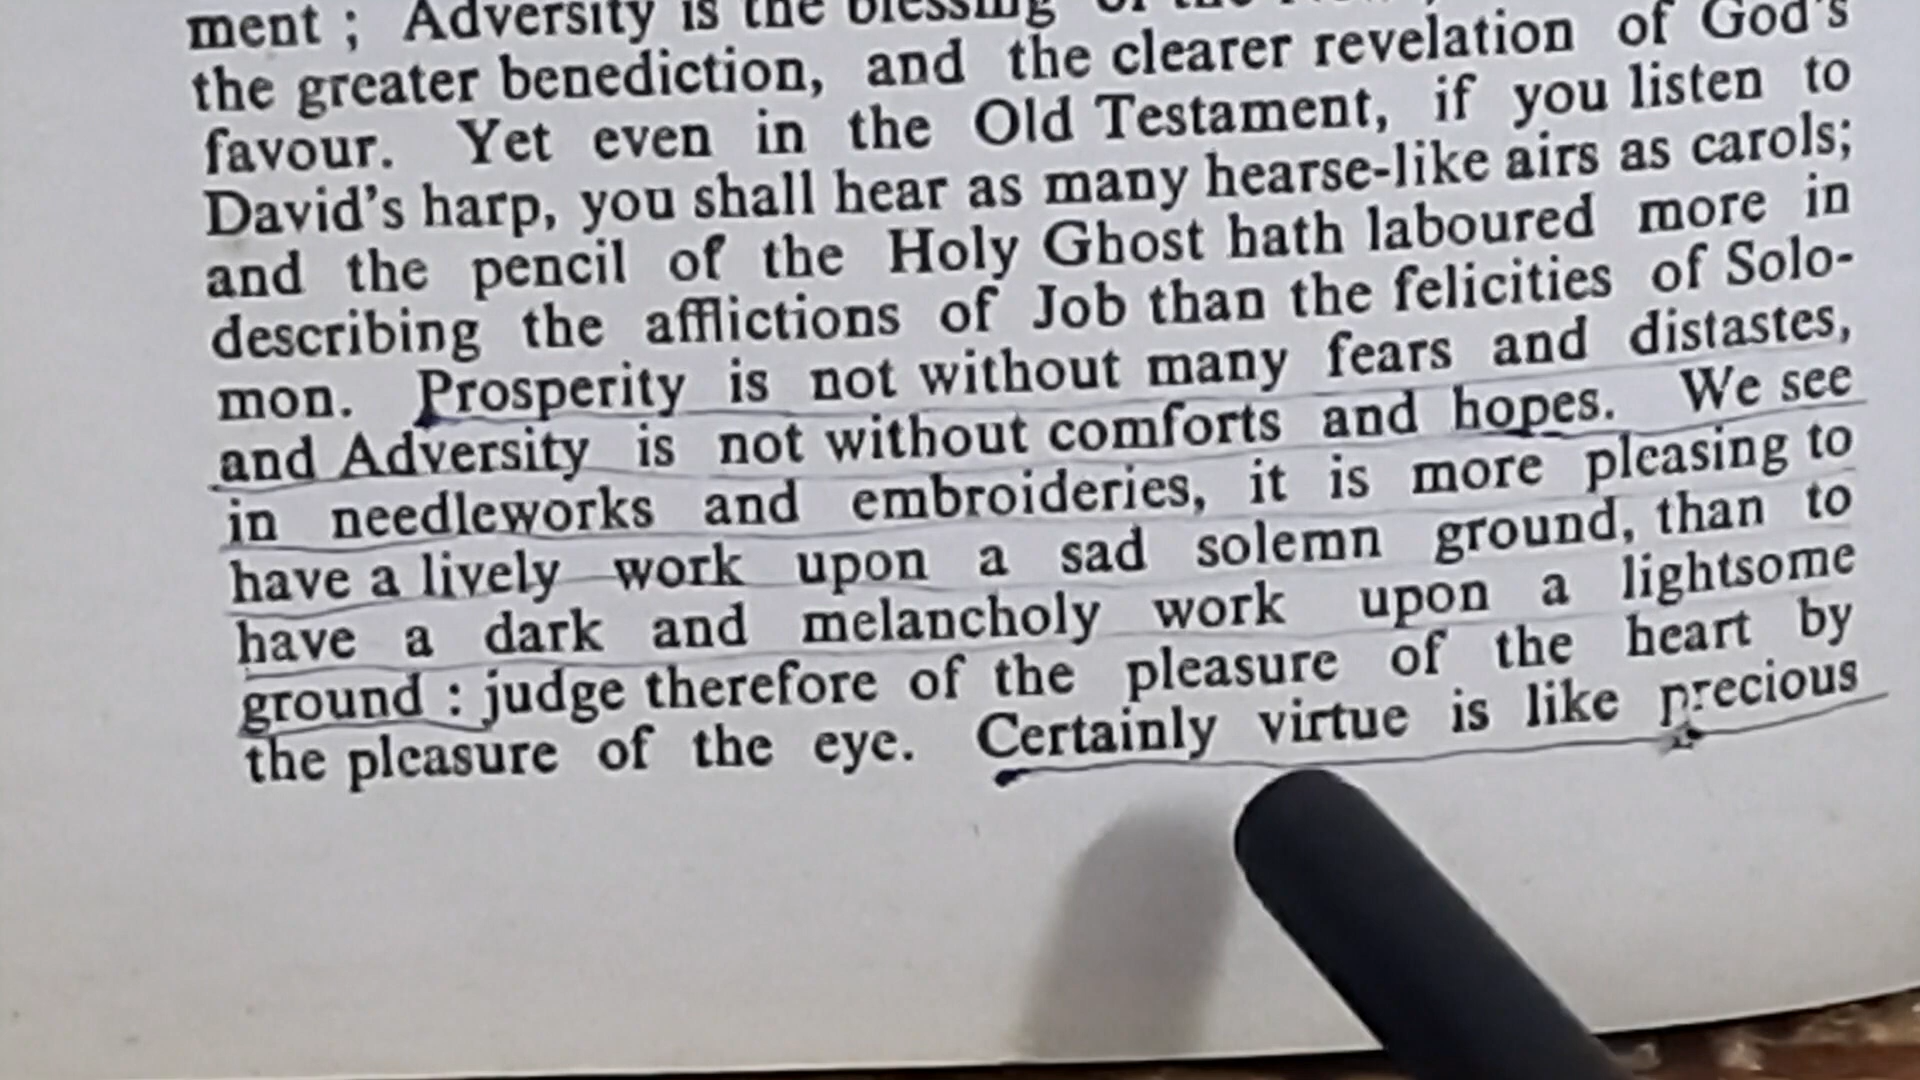 ment ; Adversity is the blessing of the
the greater benediction, and the clearer revelation of God's
favour. Yet even in the Old Testament, if you listen to
David's harp, you shall hear as many hearse-like airs as carols;
and the pencil of the Holy Ghost hath laboured more in
describing the afflictions of Job than the felicities of Solo-
mon. Prosperity is not without many fears and distastes,
and Adversity is not without comforts and hopes. We see
in needleworks and embroideries, it is more pleasing to
have a lively work upon a sad solemn ground, than to
have a dark and melancholy work upon a lightsome
ground : judge therefore of the pleasure of the heart by
the pleasure of the eye. Certainly virtue is like precious